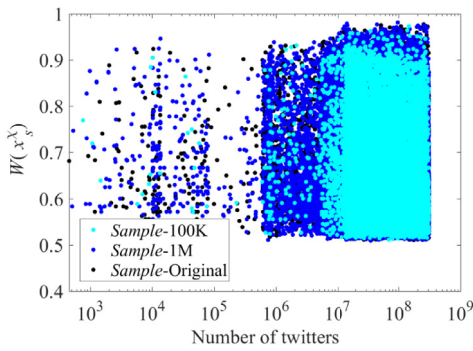 1
0.9
0.8
0.7
0.6
0.5
0.4
W(x_s^x)
Sample-100K
Sample-1M
Sample-Original
10^3 10^4 10^5 10^6 10^7 10^8 10^9
Number of twitters